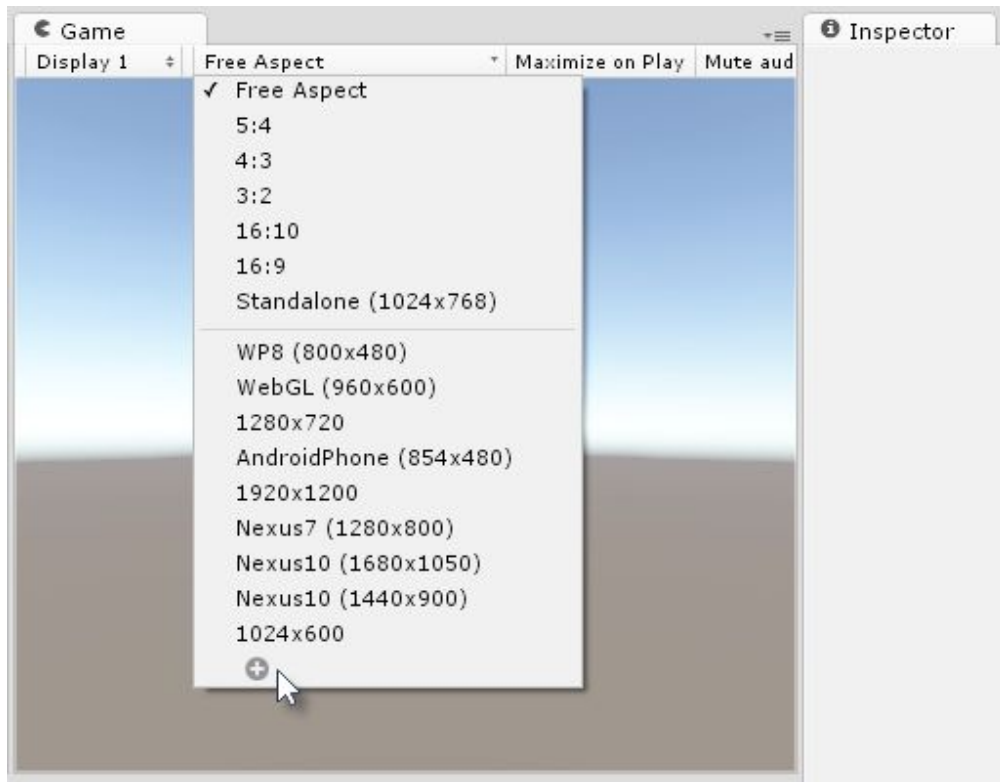 Game
Inspector
Display 1 Free Aspect Maximize on Play Mute aud
✓ Free Aspect
5:4
4:3
3:2
16:10
16:9
Standalone (1024x768)
WP8 (800x480)
WebGL (960x600)
1280x720
AndroidPhone (854x480)
1920x1200
Nexus7 (1280x800)
Nexus10 (1680x1050)
Nexus10 (1440x900)
1024x600